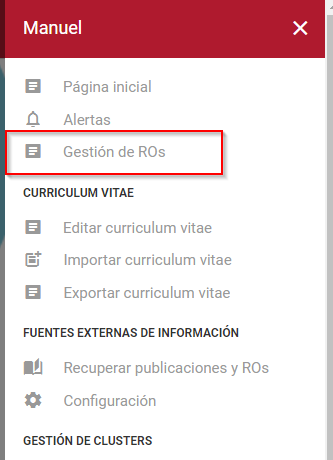 Manuel
Página inicial
Alertas
Gestión de ROs
CURRICULUM VITAE
Editar curriculum vitae
Importar curriculum vitae
Exportar curriculum vitae
FUENTES EXTERNAS DE INFORMACIÓN
Recuperar publicaciones y ROs
Configuración
GESTIÓN DE CLUSTERS